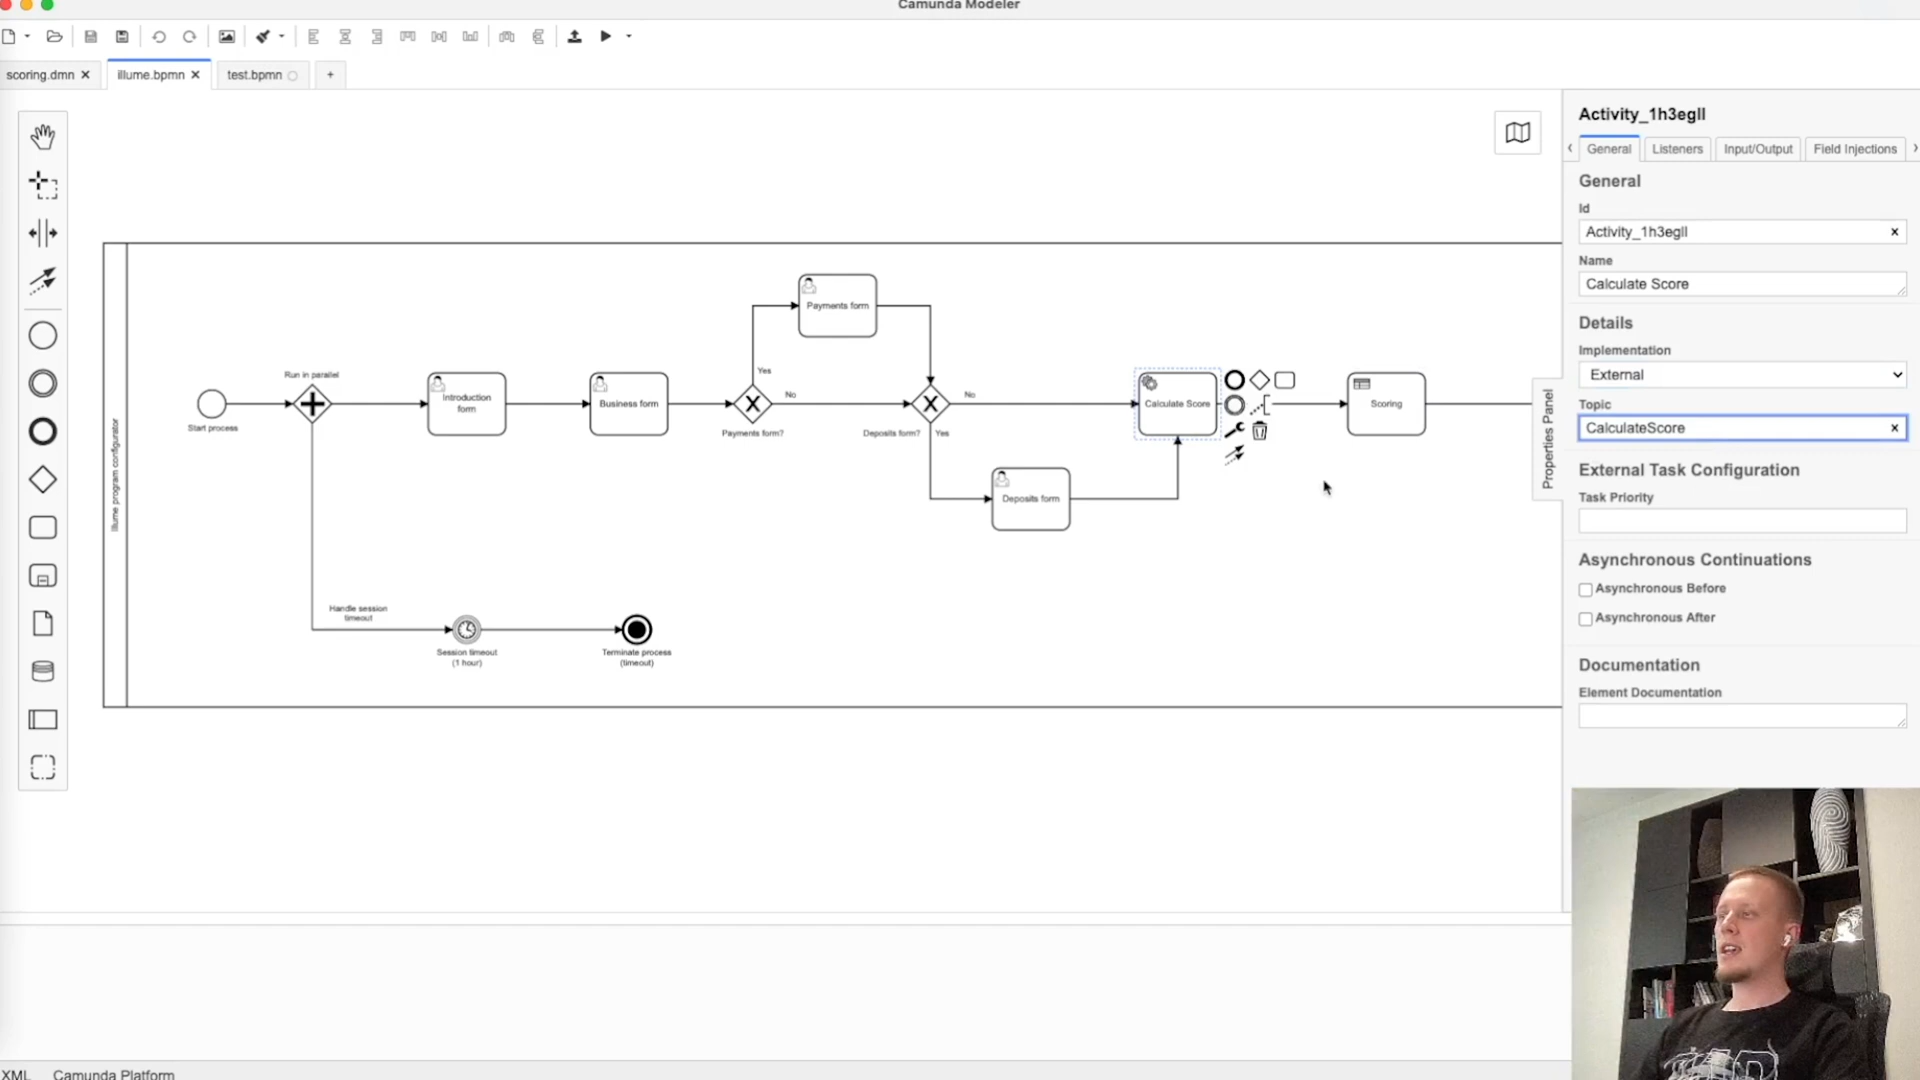 Camunda Modeler
scoring.dmn
illume.bpmn
test.bpmn
+
Activity_1h3egll
General
Listeners
Input/Output
Field Injections
General
Id
Activity_1h3egll
Name
Calculate Score
Details
Implementation
External
Topic
CalculateScore
External Task Configuration
Task Priority
Asynchronous Continuations
Asynchronous Before
Asynchronous After
Documentation
Element Documentation
Properties Panel
Illume program configurator
Start process
Run in parallel
Introduction
form
Business form
Payments form?
Yes
No
Payments form
Deposits form?
No
Yes
Deposits form
Calculate Score
Scoring
Handle session
timeout
Session timeout
(1 hour)
Terminate process
(timeout)
XML
Camunda Platform